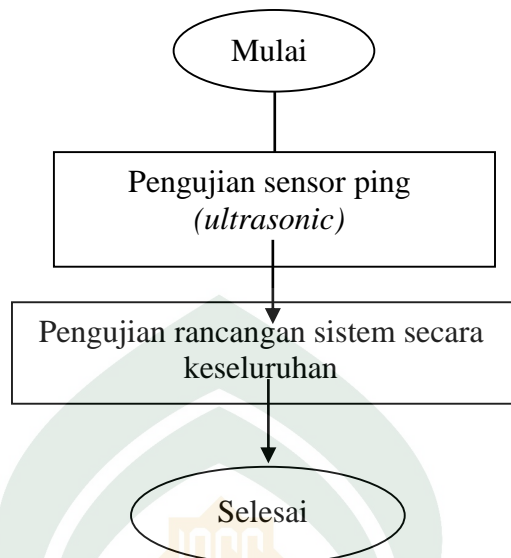 Mulai
Pengujian sensor ping
(ultrasonic)
Pengujian rancangan sistem secara
keseluruhan
Selesai